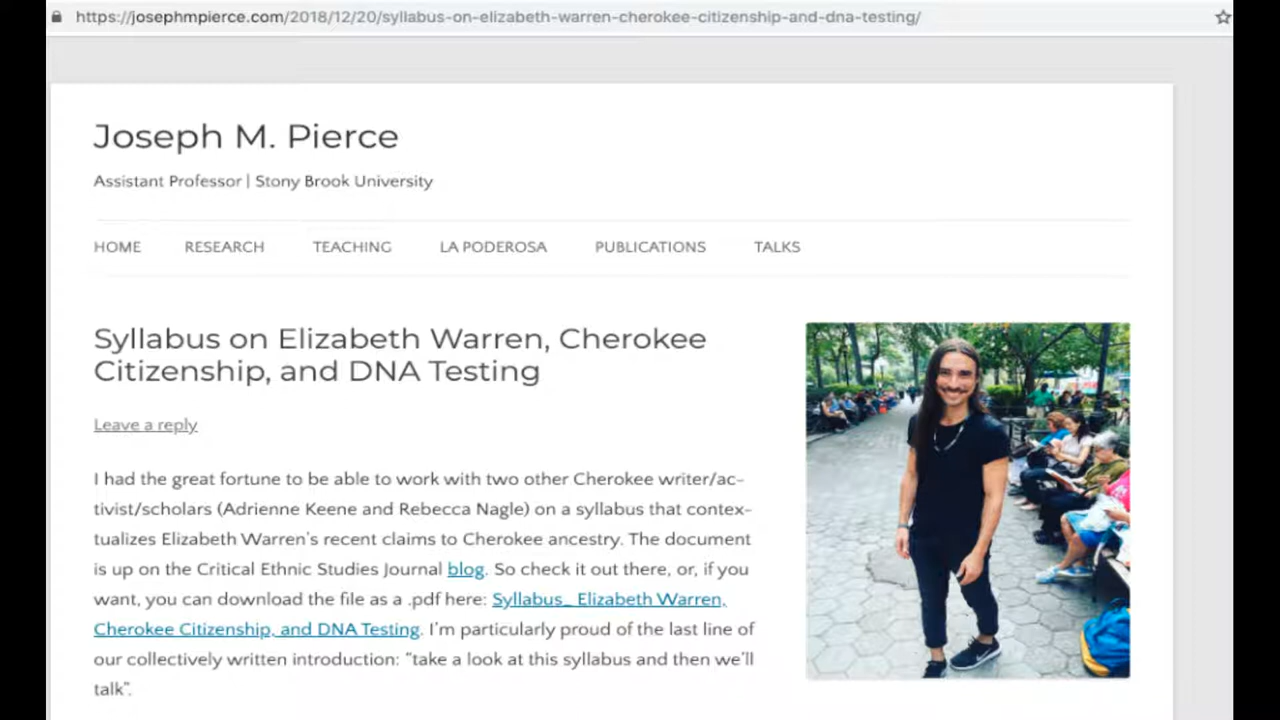 https://josephmpierce.com/2018/12/20/syllabus-on-elizabeth-warren-cherokee-citizenship-and-dna-testing/
Joseph M. Pierce
Assistant Professor | Stony Brook University
HOME RESEARCH TEACHING LA PODEROSA PUBLICATIONS TALKS
Syllabus on Elizabeth Warren, Cherokee
Citizenship, and DNA Testing
Leave a reply
I had the great fortune to be able to work with two other Cherokee writer/ac-
tivist/scholars (Adrienne Keene and Rebecca Nagle) on a syllabus that contex-
tualizes Elizabeth Warren's recent claims to Cherokee ancestry. The document
is up on the Critical Ethnic Studies Journal blog. So check it out there, or, if you
want, you can download the file as a .pdf here: Syllabus_ Elizabeth Warren,
Cherokee Citizenship, and DNA Testing. I'm particularly proud of the last line of
our collectively written introduction: "take a look at this syllabus and then we'll
talk".